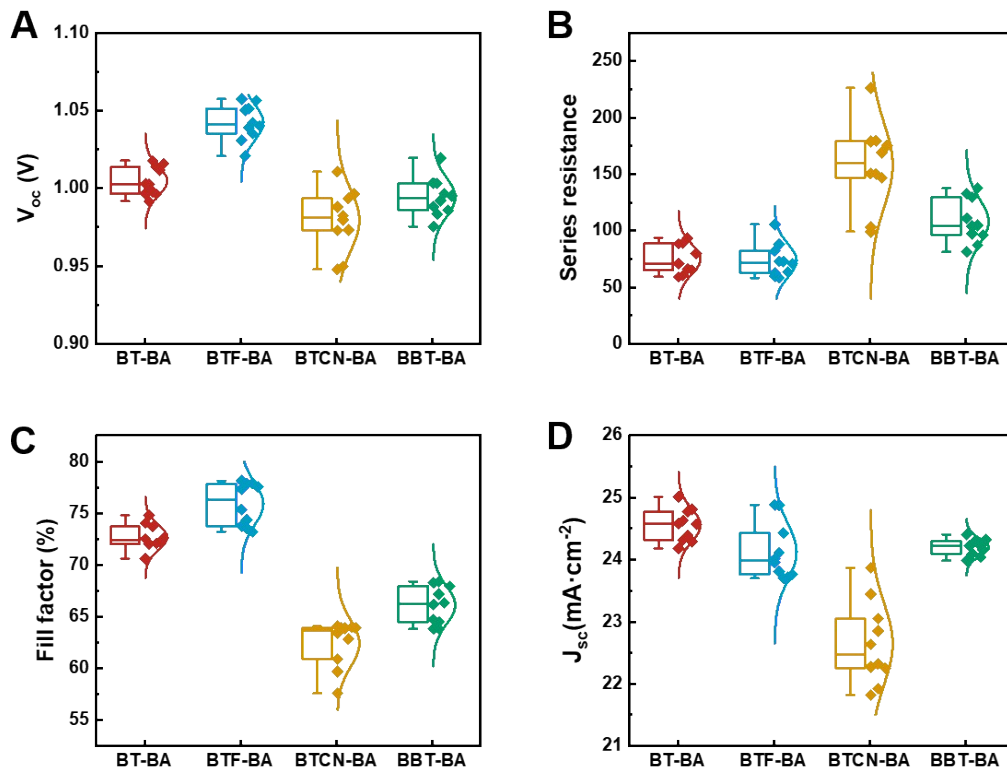 A
V_oc (V)
1.10
1.05
1.00
0.95
0.90
BT-BA BTF-BA BTCN-BA BBT-BA
B
Series resistance
250
200
150
100
50
0
BT-BA BTF-BA BTCN-BA BBT-BA
C
Fill factor (%)
80
75
70
65
60
55
BT-BA BTF-BA BTCN-BA BBT-BA
D
J_sc(mA·cm-2)
26
25
24
23
22
21
BT-BA BTF-BA BTCN-BA BBT-BA